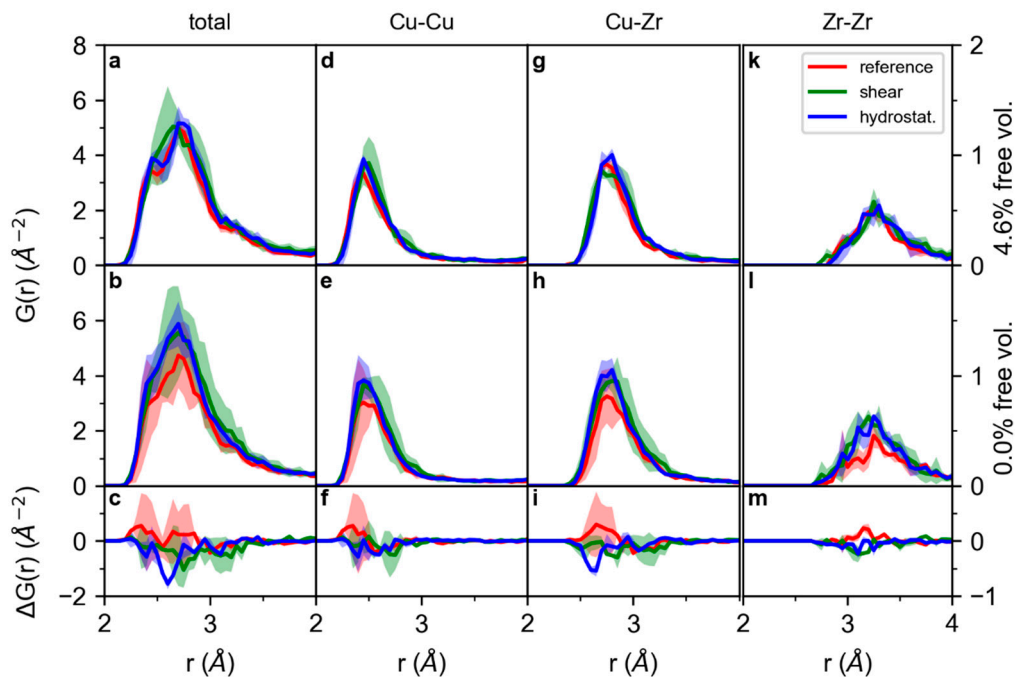 total Cu-Cu Cu-Zr Zr-Zr
8 a d g k 2
reference
shear
hydrostat.
6
4 1
2
0 0
G(r) (Å⁻²) 4.6% free vol.
b e h l
6
4 1
2
0 0
0.0% free vol.
c f i m
0 0
−2 −1
ΔG(r) (Å⁻²)
2 3 2 3 2 3 2 3 4
r (Å) r (Å) r (Å) r (Å)